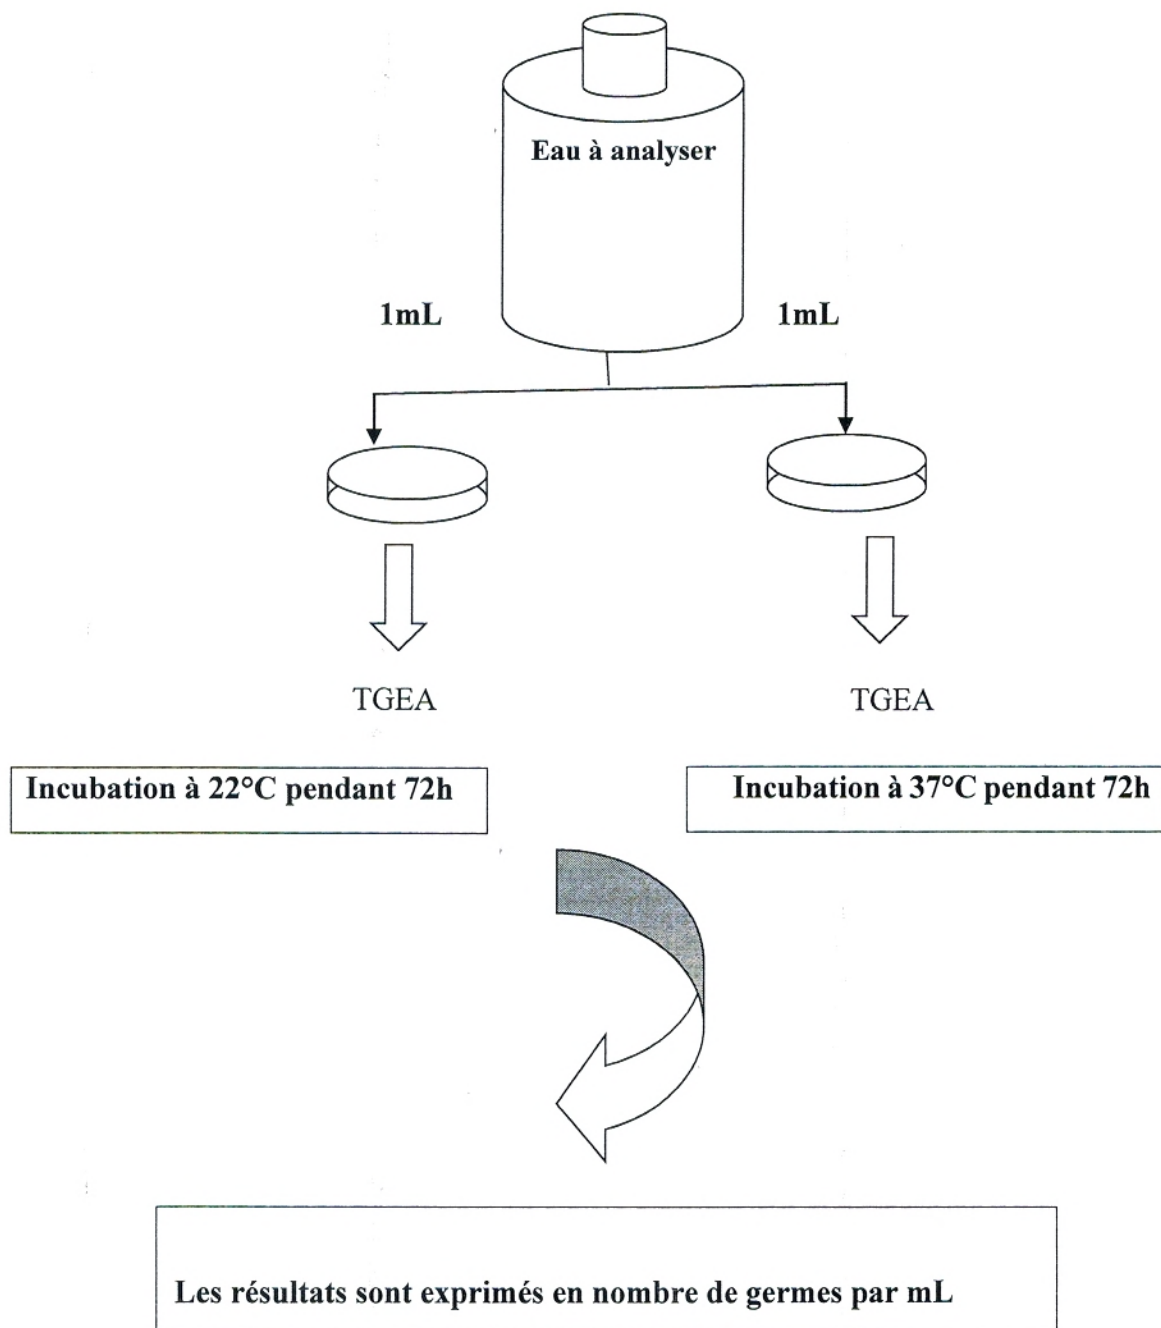 Eau à analyser
1mL
1mL
TGEA
TGEA
Incubation à 22°C pendant 72h
Incubation à 37°C pendant 72h
Les résultats sont exprimés en nombre de germes par mL